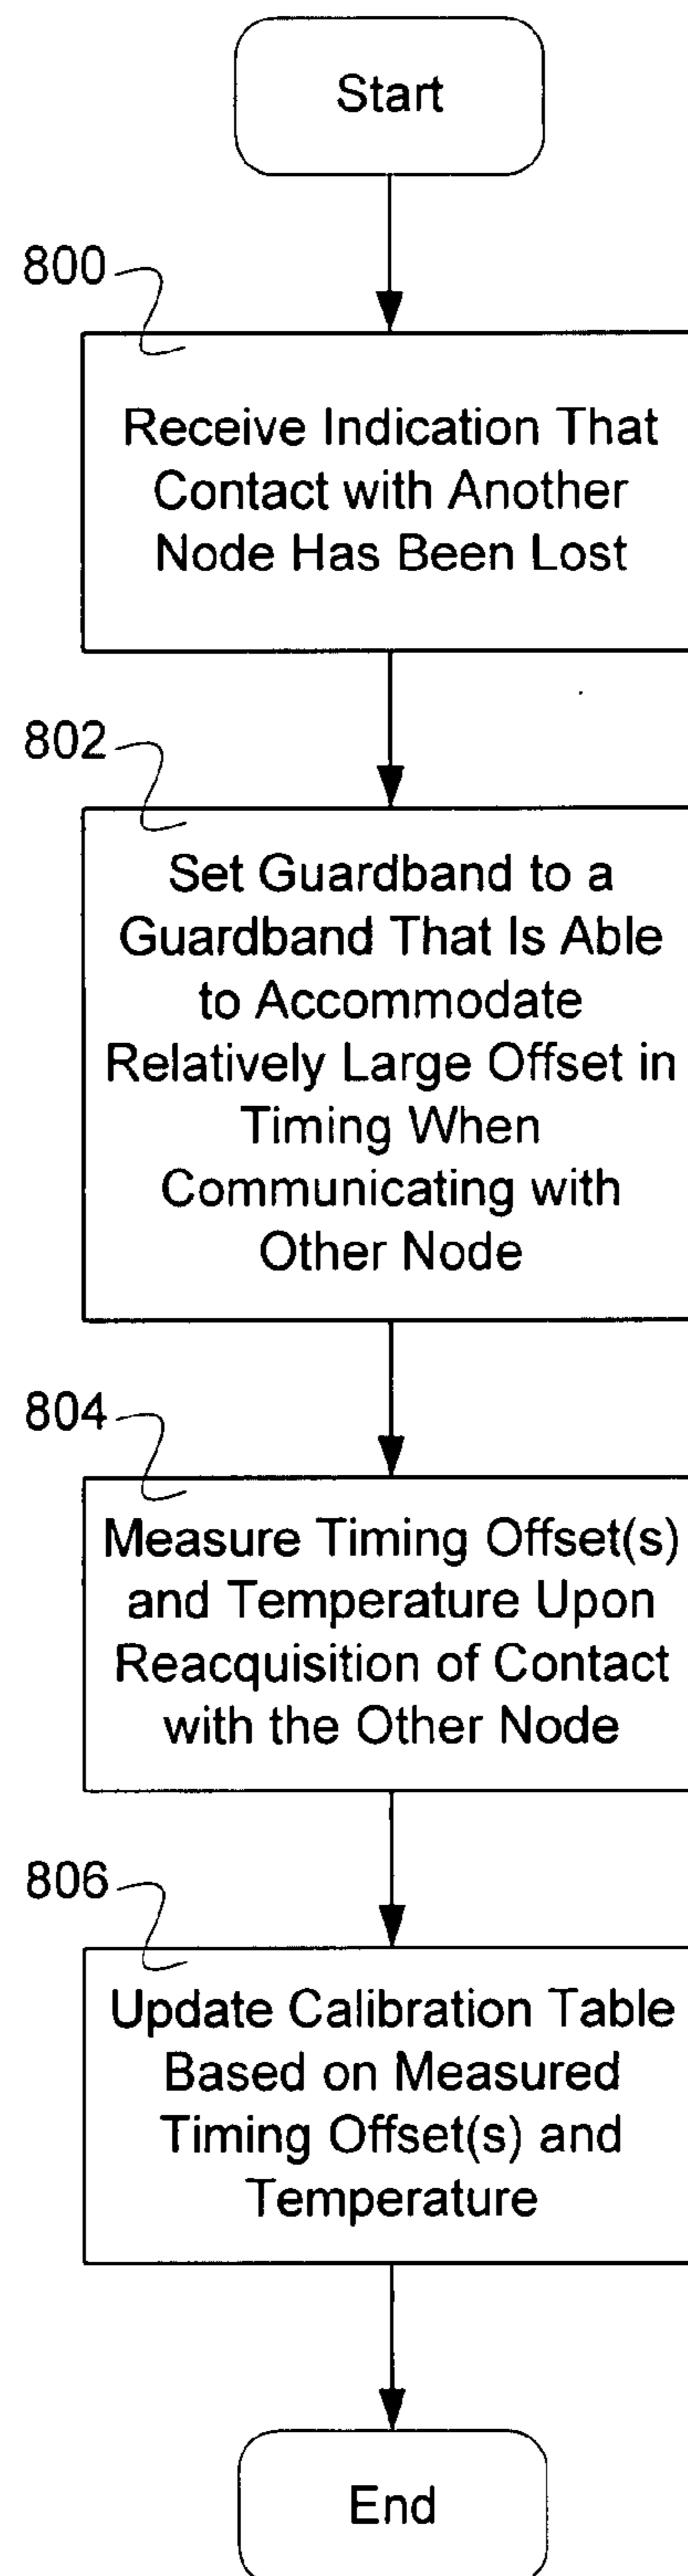 Start
800
Receive Indication That
Contact with Another
Node Has Been Lost
802
Set Guardband to a
Guardband That Is Able
to Accommodate
Relatively Large Offset in
Timing When
Communicating with
Other Node
804
Measure Timing Offset(s)
and Temperature Upon
Reacquisition of Contact
with the Other Node
806
Update Calibration Table
Based on Measured
Timing Offset(s) and
Temperature
End